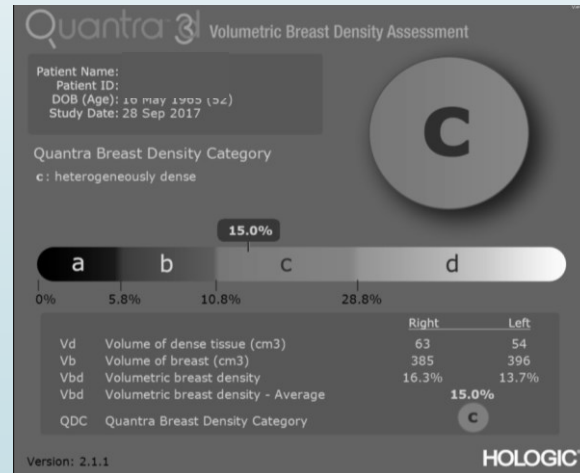 Quantra 3d Volumetric Breast Density Assessment
Patient Name:
Patient ID:
DOB (Age): 16 May 1965 (52)
Study Date: 28 Sep 2017
c
Quantra Breast Density Category
c: heterogeneously dense
15.0%
a b c d
0% 5.8% 10.8% 28.8%
Right Left
Vd Volume of dense tissue (cm3) 63 54
Vb Volume of breast (cm3) 385 396
Vbd Volumetric breast density 16.3% 13.7%
Vbd Volumetric breast density - Average 15.0%
QDC Quantra Breast Density Category c
Version: 2.1.1
HOLOGIC